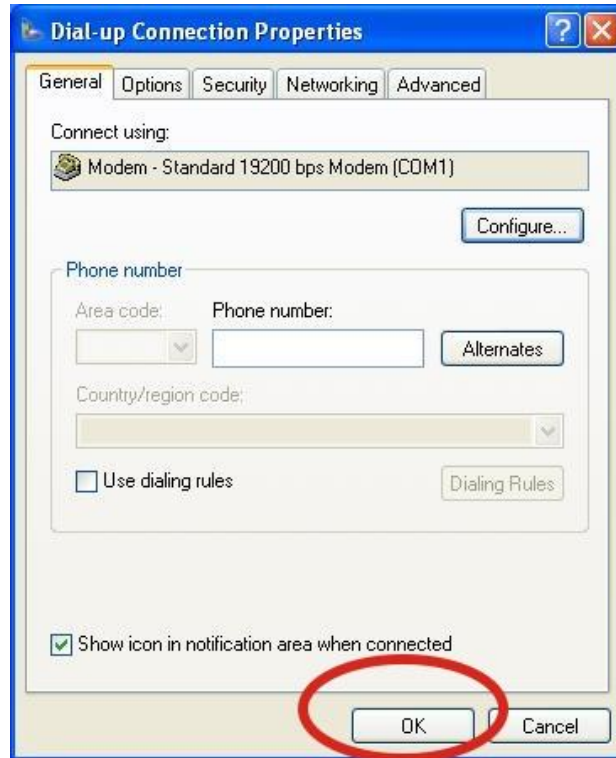 Dial-up Connection Properties
General Options Security Networking Advanced
Connect using:
Modem - Standard 19200 bps Modem (COM1)
Configure...
Phone number
Area code: Phone number:
Alternates
Country/region code:
Use dialing rules Dialing Rules
Show icon in notification area when connected
OK Cancel